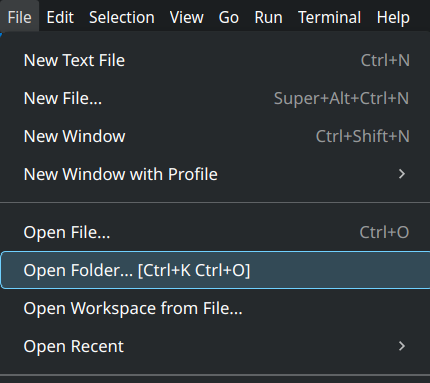 File Edit Selection View Go Run Terminal Help
New Text File Ctrl+N
New File... Super+Alt+Ctrl+N
New Window Ctrl+Shift+N
New Window with Profile
Open File... Ctrl+O
Open Folder... [Ctrl+K Ctrl+O]
Open Workspace from File...
Open Recent